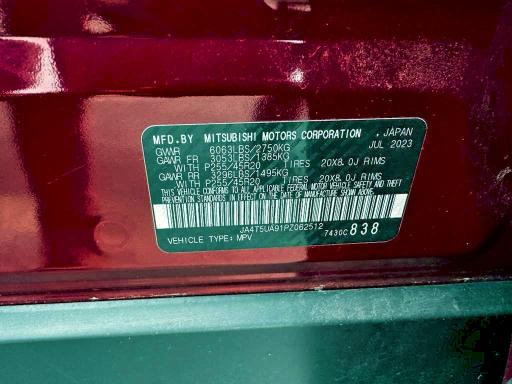 MFD.BY MITSUBISHI MOTORS CORPORATION , JAPAN
GVWR 6063LBS/2750KG JUL 2023
GAWR FR 3053LBS/1385KG
WITH P255/45R20 TIRES 20X8.0J RIMS
GAWR RR 3296LBS/1495KG
WITH P255/45R20 TIRES 20X8.0J RIMS
THIS VEHICLE CONFORMS TO ALL APPLICABLE FEDERAL MOTOR VEHICLE SAFETY AND THEFT
PREVENTION STANDARDS IN EFFECT ON THE DATE OF MANUFACTURE SHOWN ABOVE.
JA4T5UA91PZ062512 7430C838
VEHICLE TYPE: MPV